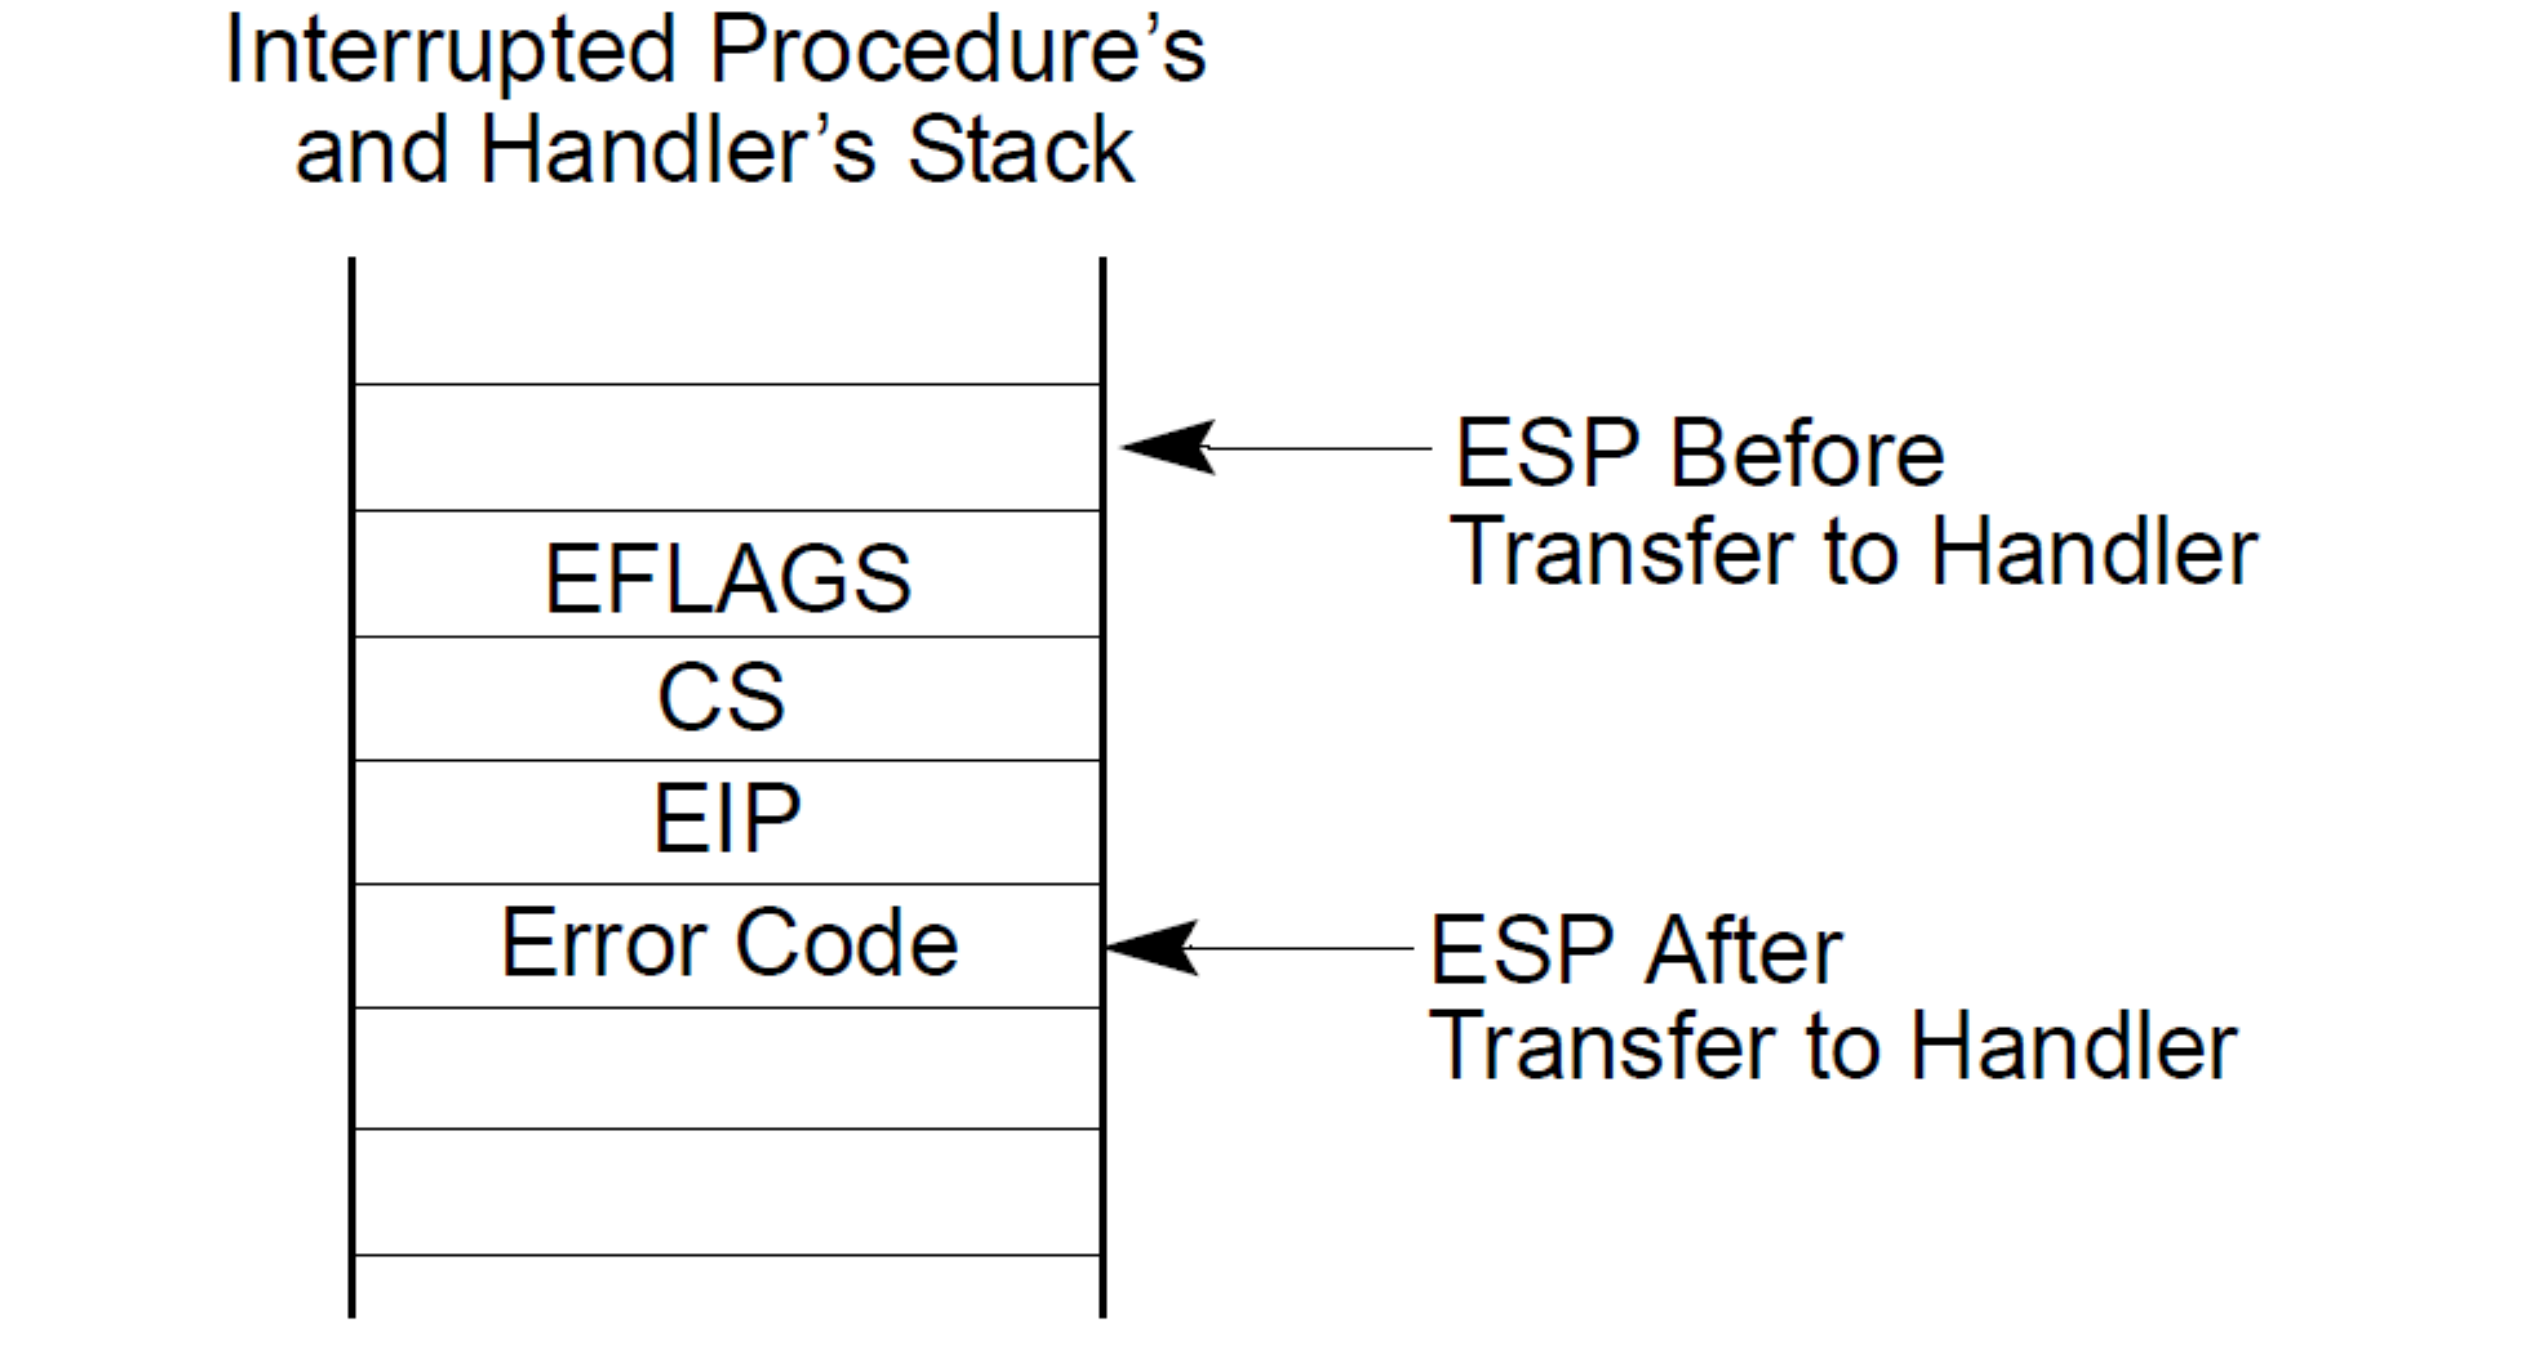 Interrupted Procedure’s
and Handler’s Stack
ESP Before
Transfer to Handler
EFLAGS
CS
EIP
Error Code
ESP After
Transfer to Handler